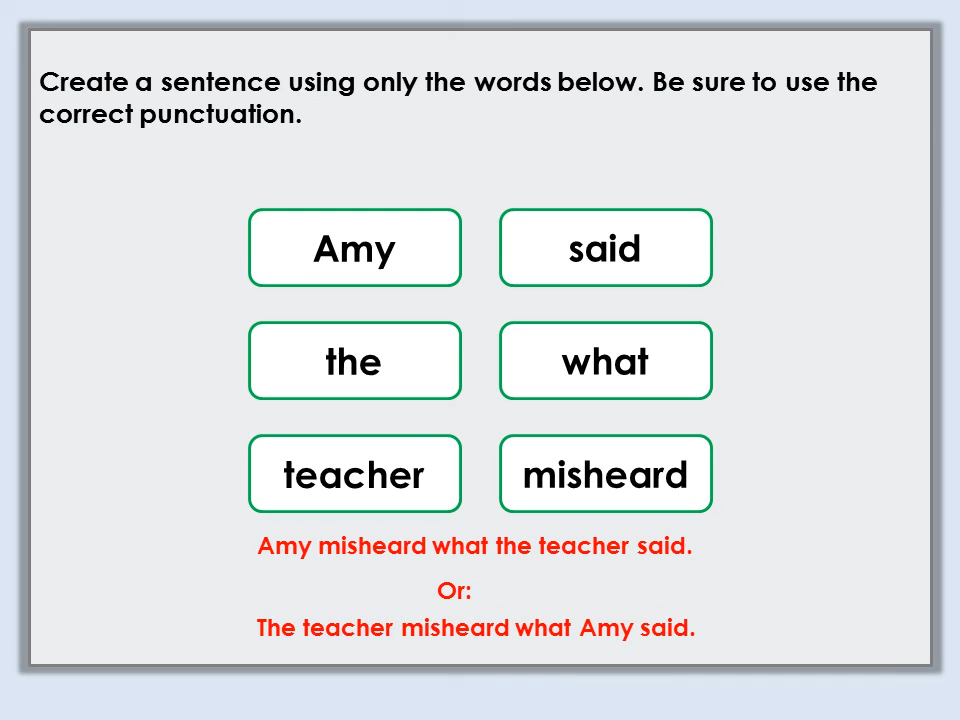 Create a sentence using only the words below. Be sure to use the
correct punctuation.
Amy
said
the
what
teacher
misheard
Amy misheard what the teacher said.
Or:
The teacher misheard what Amy said.